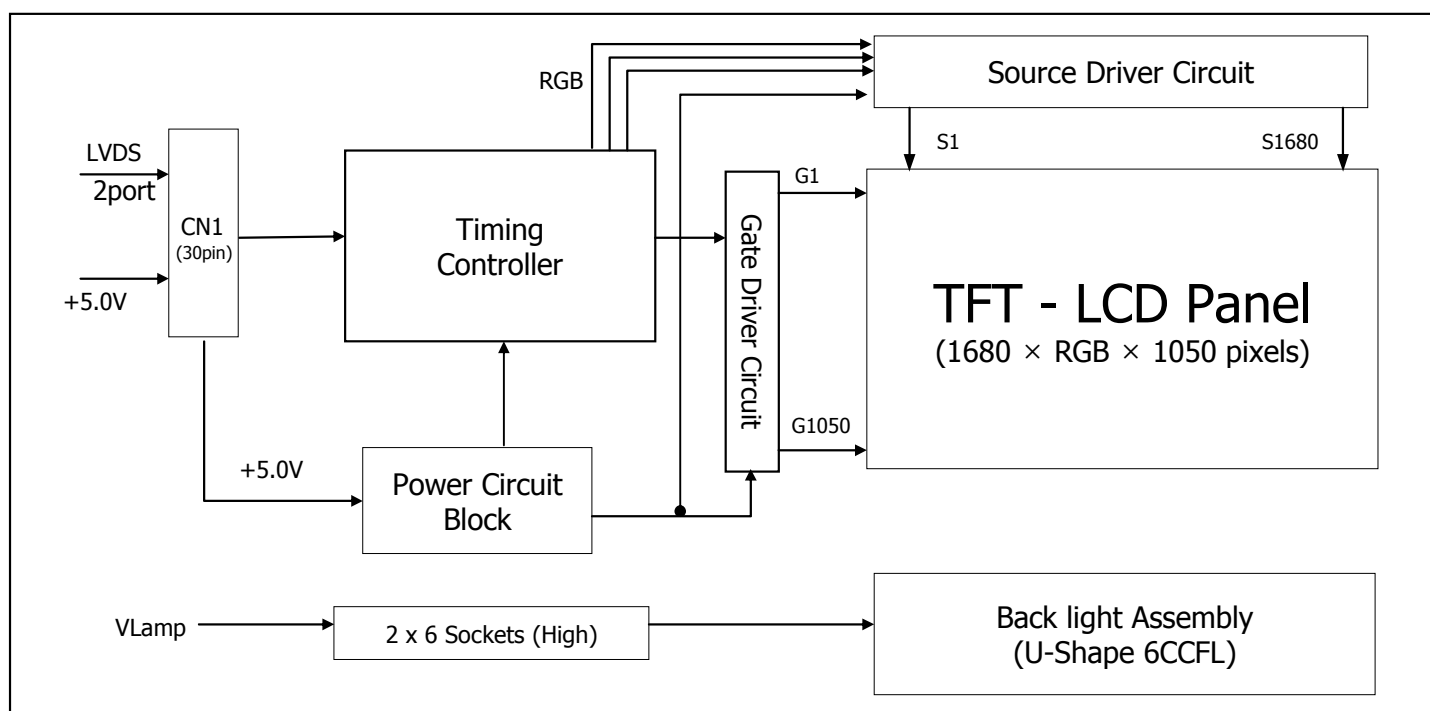 RGB
Source Driver Circuit
S1
S1680
LVDS
2port
CN1
(30pin)
+5.0V
Timing
Controller
G1
Gate Driver Circuit
G1050
TFT - LCD Panel
(1680 × RGB × 1050 pixels)
+5.0V
Power Circuit
Block
VLamp
2 x 6 Sockets (High)
Back light Assembly
(U-Shape 6CCFL)